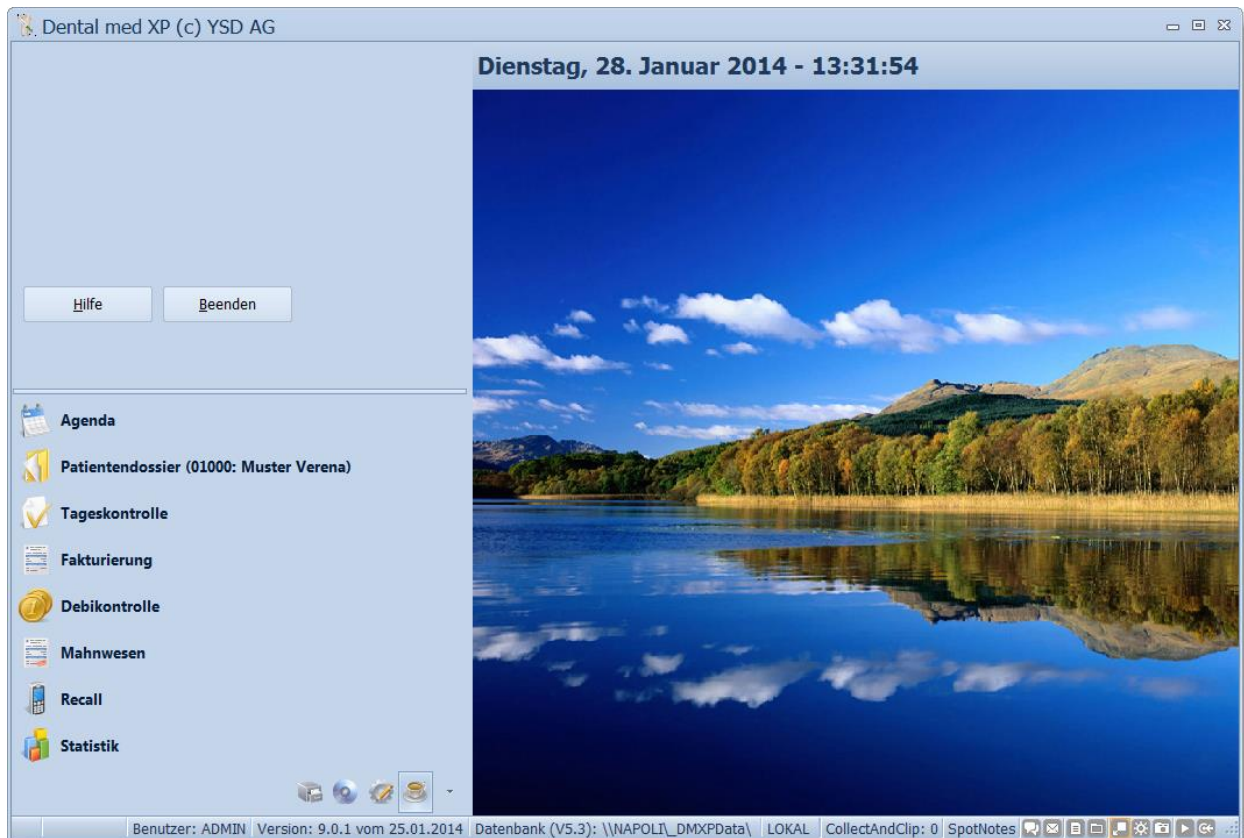 Dental med XP (c) YSD AG
Dienstag, 28. Januar 2014 - 13:31:54
Hilfe
Beenden
Agenda
Patientendossier (01000: Muster Verena)
Tageskontrolle
Fakturierung
Debikontrolle
Mahnwesen
Recall
Statistik
Benutzer: ADMIN Version: 9.0.1 vom 25.01.2014 Datenbank (V5.3): \\NAPOLI\_DMXPData\ LOKAL CollectAndClip: 0 SpotNotes